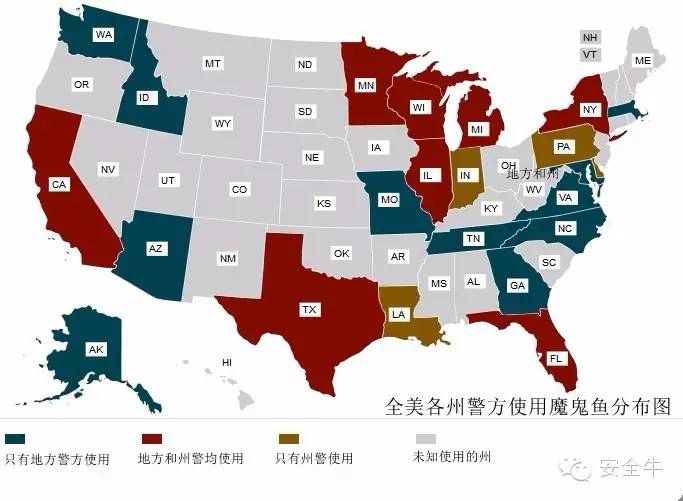 NH
VT
WA
ME
MT
ND
OR
MN
ID
SD
WI
NY
WY
MI
IA
PA
NE
NV
OH
地方和州
IL
IN
UT
CA
CO
WV
VA
MO
KS
KY
NC
TN
AZ
OK
NM
AR
SC
MS
AL
GA
TX
LA
AK
HI
FL
全美各州警方使用魔鬼鱼分布图
只有地方警方使用
地方和州警均使用
只有州警使用
未知使用的州
安全牛